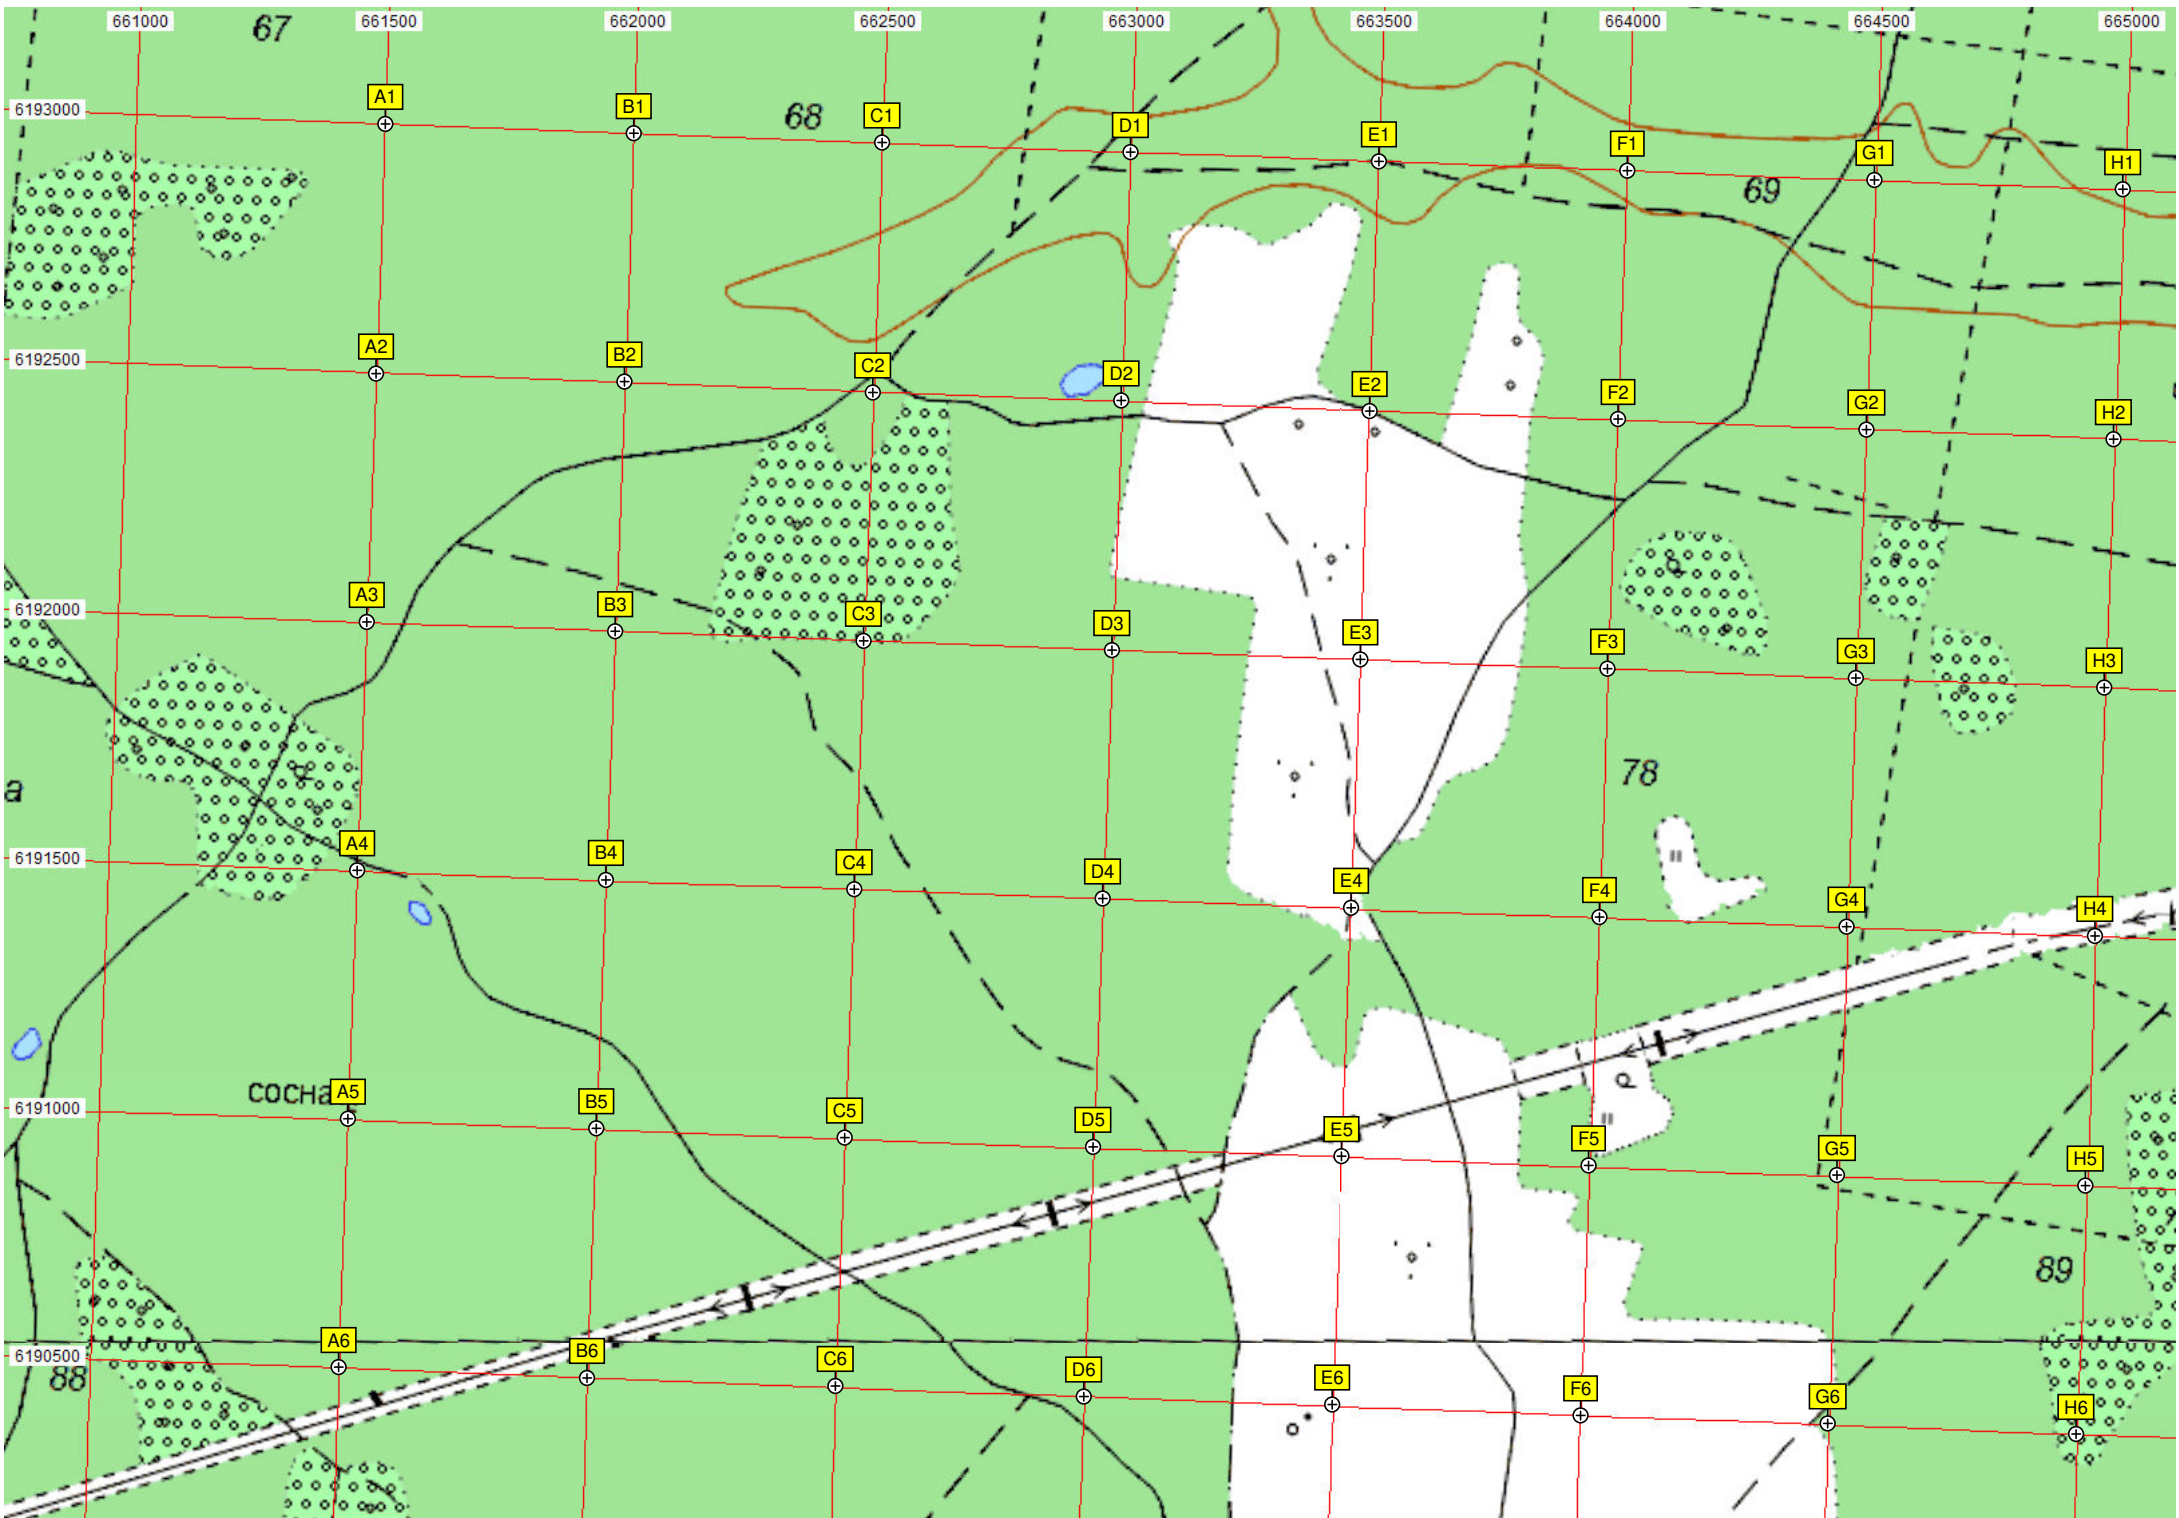 661000 661500 662000 662500 663000 663500 664000 664500 665000
67
6193000 A1 B1 68 C1 D1 E1 F1 G1 H1
69
6192500 A2 B2 C2 D2 E2 F2 G2 H2
6192000 A3 B3 C3 D3 E3 F3 G3 H3
78
а
6191500 A4 B4 C4 D4 E4 F4 G4 H4
р
6191000 сосна A5 B5 C5 D5 E5 F5 G5 H5
89
6190500 A6 B6 C6 D6 E6 F6 G6 H6
88